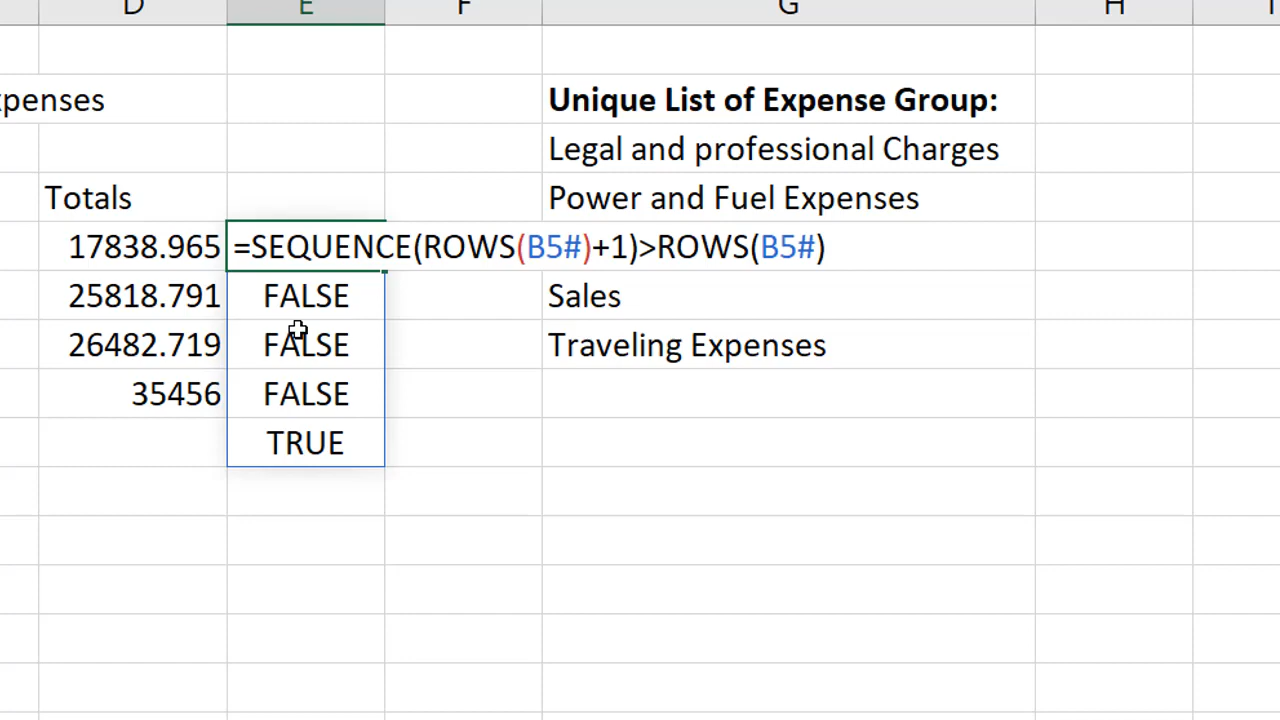 D E F G H I
xpenses Unique List of Expense Group:
Legal and professional Charges
Totals Power and Fuel Expenses
17838.965 =SEQUENCE(ROWS(B5#)+1)>ROWS(B5#)
25818.791 FALSE Sales
26482.719 FALSE Traveling Expenses
35456 FALSE
TRUE